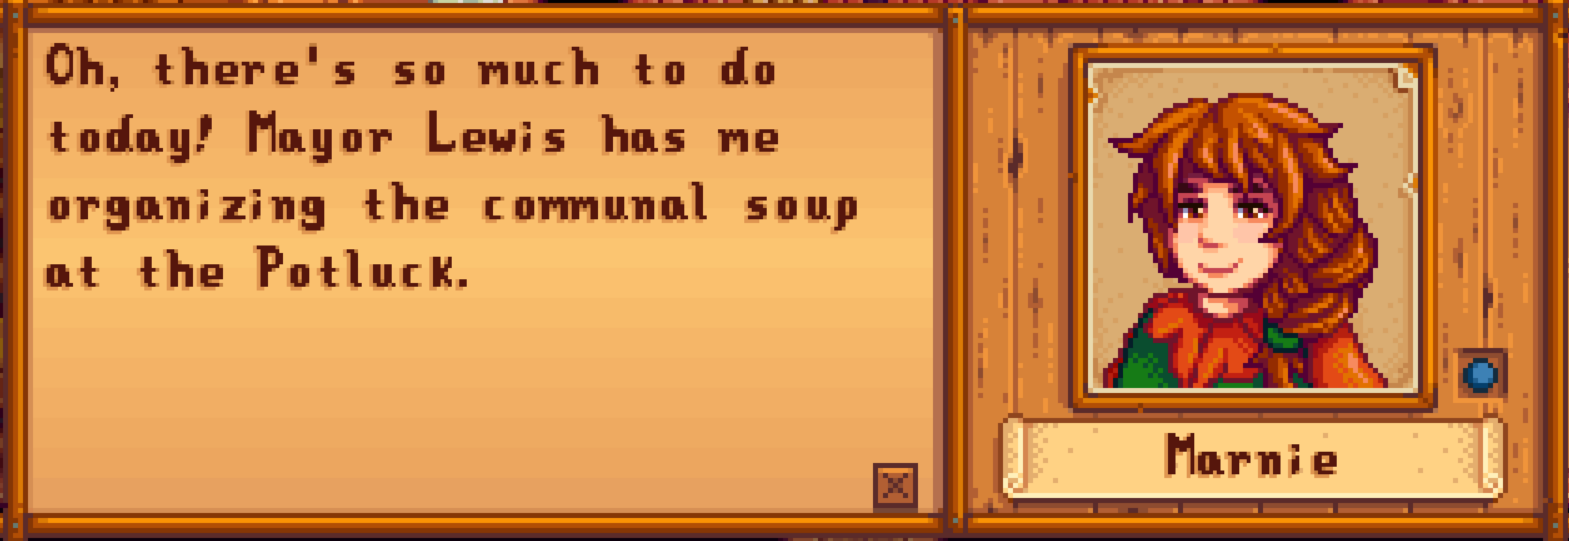 Oh, there's so much to do
today! Mayor Lewis has me
organizing the communal soup
at the Potluck.
Marnie